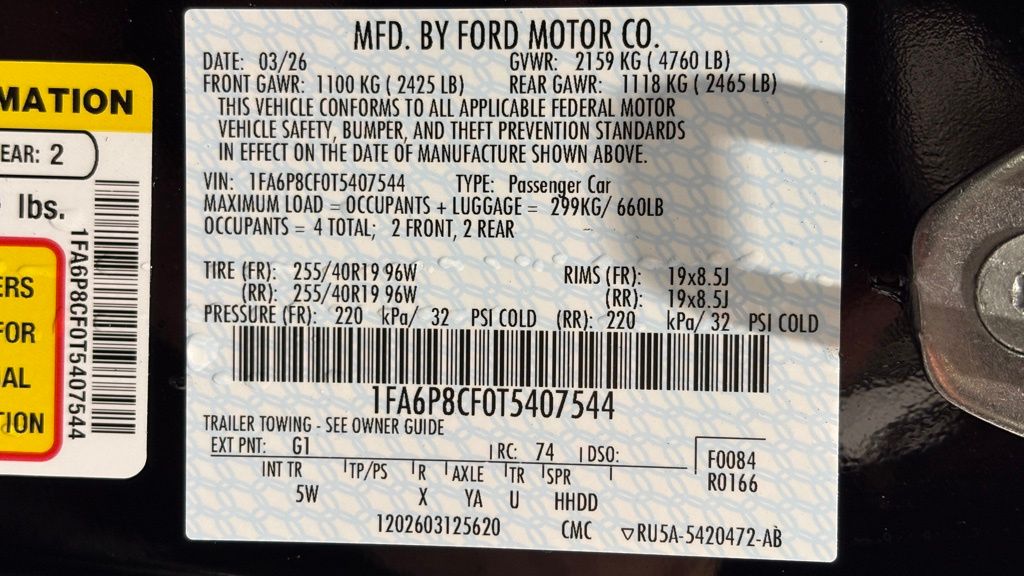 MATION
EAR: 2
lbs.
1FA6P8CF0T5407544
ERS
FOR
IAL
TION
MFD. BY FORD MOTOR CO.
DATE: 03/26 GVWR: 2159 KG ( 4760 LB)
FRONT GAWR: 1100 KG ( 2425 LB) REAR GAWR: 1118 KG ( 2465 LB)
THIS VEHICLE CONFORMS TO ALL APPLICABLE FEDERAL MOTOR
VEHICLE SAFETY, BUMPER, AND THEFT PREVENTION STANDARDS
IN EFFECT ON THE DATE OF MANUFACTURE SHOWN ABOVE.
VIN: 1FA6P8CF0T5407544 TYPE: Passenger Car
MAXIMUM LOAD = OCCUPANTS + LUGGAGE = 299KG/ 660LB
OCCUPANTS = 4 TOTAL; 2 FRONT, 2 REAR
TIRE (FR): 255/40R19 96W RIMS (FR): 19x8.5J
(RR): 255/40R19 96W (RR): 19x8.5J
PRESSURE (FR): 220 kPa/ 32 PSI COLD (RR): 220 kPa/ 32 PSI COLD
1FA6P8CF0T5407544
TRAILER TOWING - SEE OWNER GUIDE
EXT PNT: G1 RC: 74 DSO:
F0084
INT TR TP/PS R AXLE TR SPR
R0166
5W X YA U HHDD
1202603125620 CMC ▽RU5A-5420472-AB